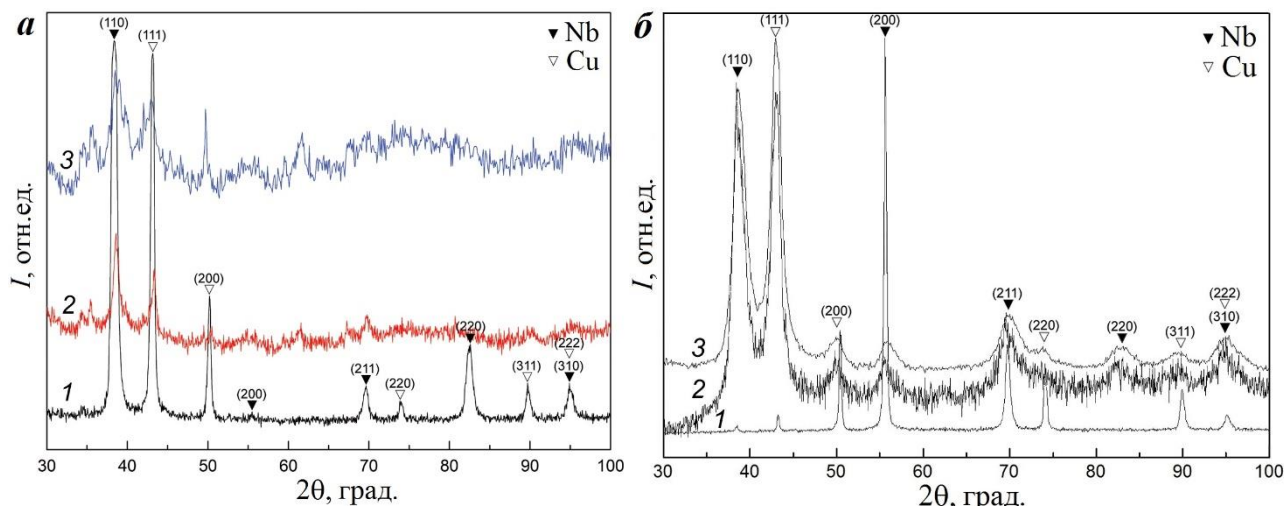 а
(110)
(111)
▼ Nb
▽ Cu
3
2
(200)
(220)
1
(200)
(211)
(220)
(311)
(222)
(310)
I, отн.ед.
30 40 50 60 70 80 90 100
2θ, град.
б
(111)
(200)
(110)
▼ Nb
▽ Cu
(211)
(200)
(220)
(220)
(311)
(222)
(310)
3
2
1
I, отн.ед.
30 40 50 60 70 80 90 100
2θ, град.